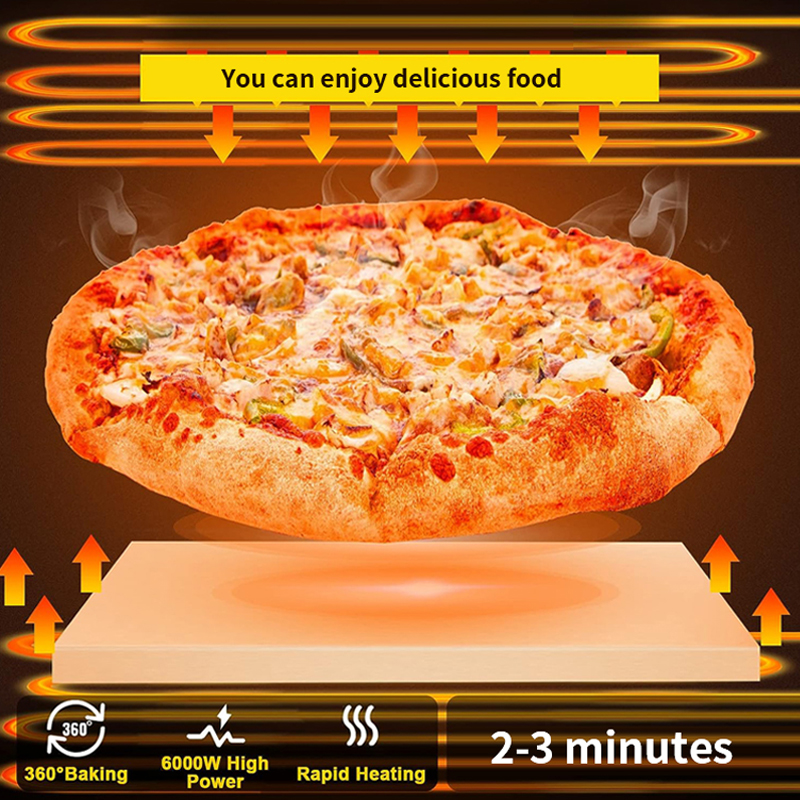 You can enjoy delicious food
360°
360°Baking
6000W High
Power
Rapid Heating
2-3 minutes